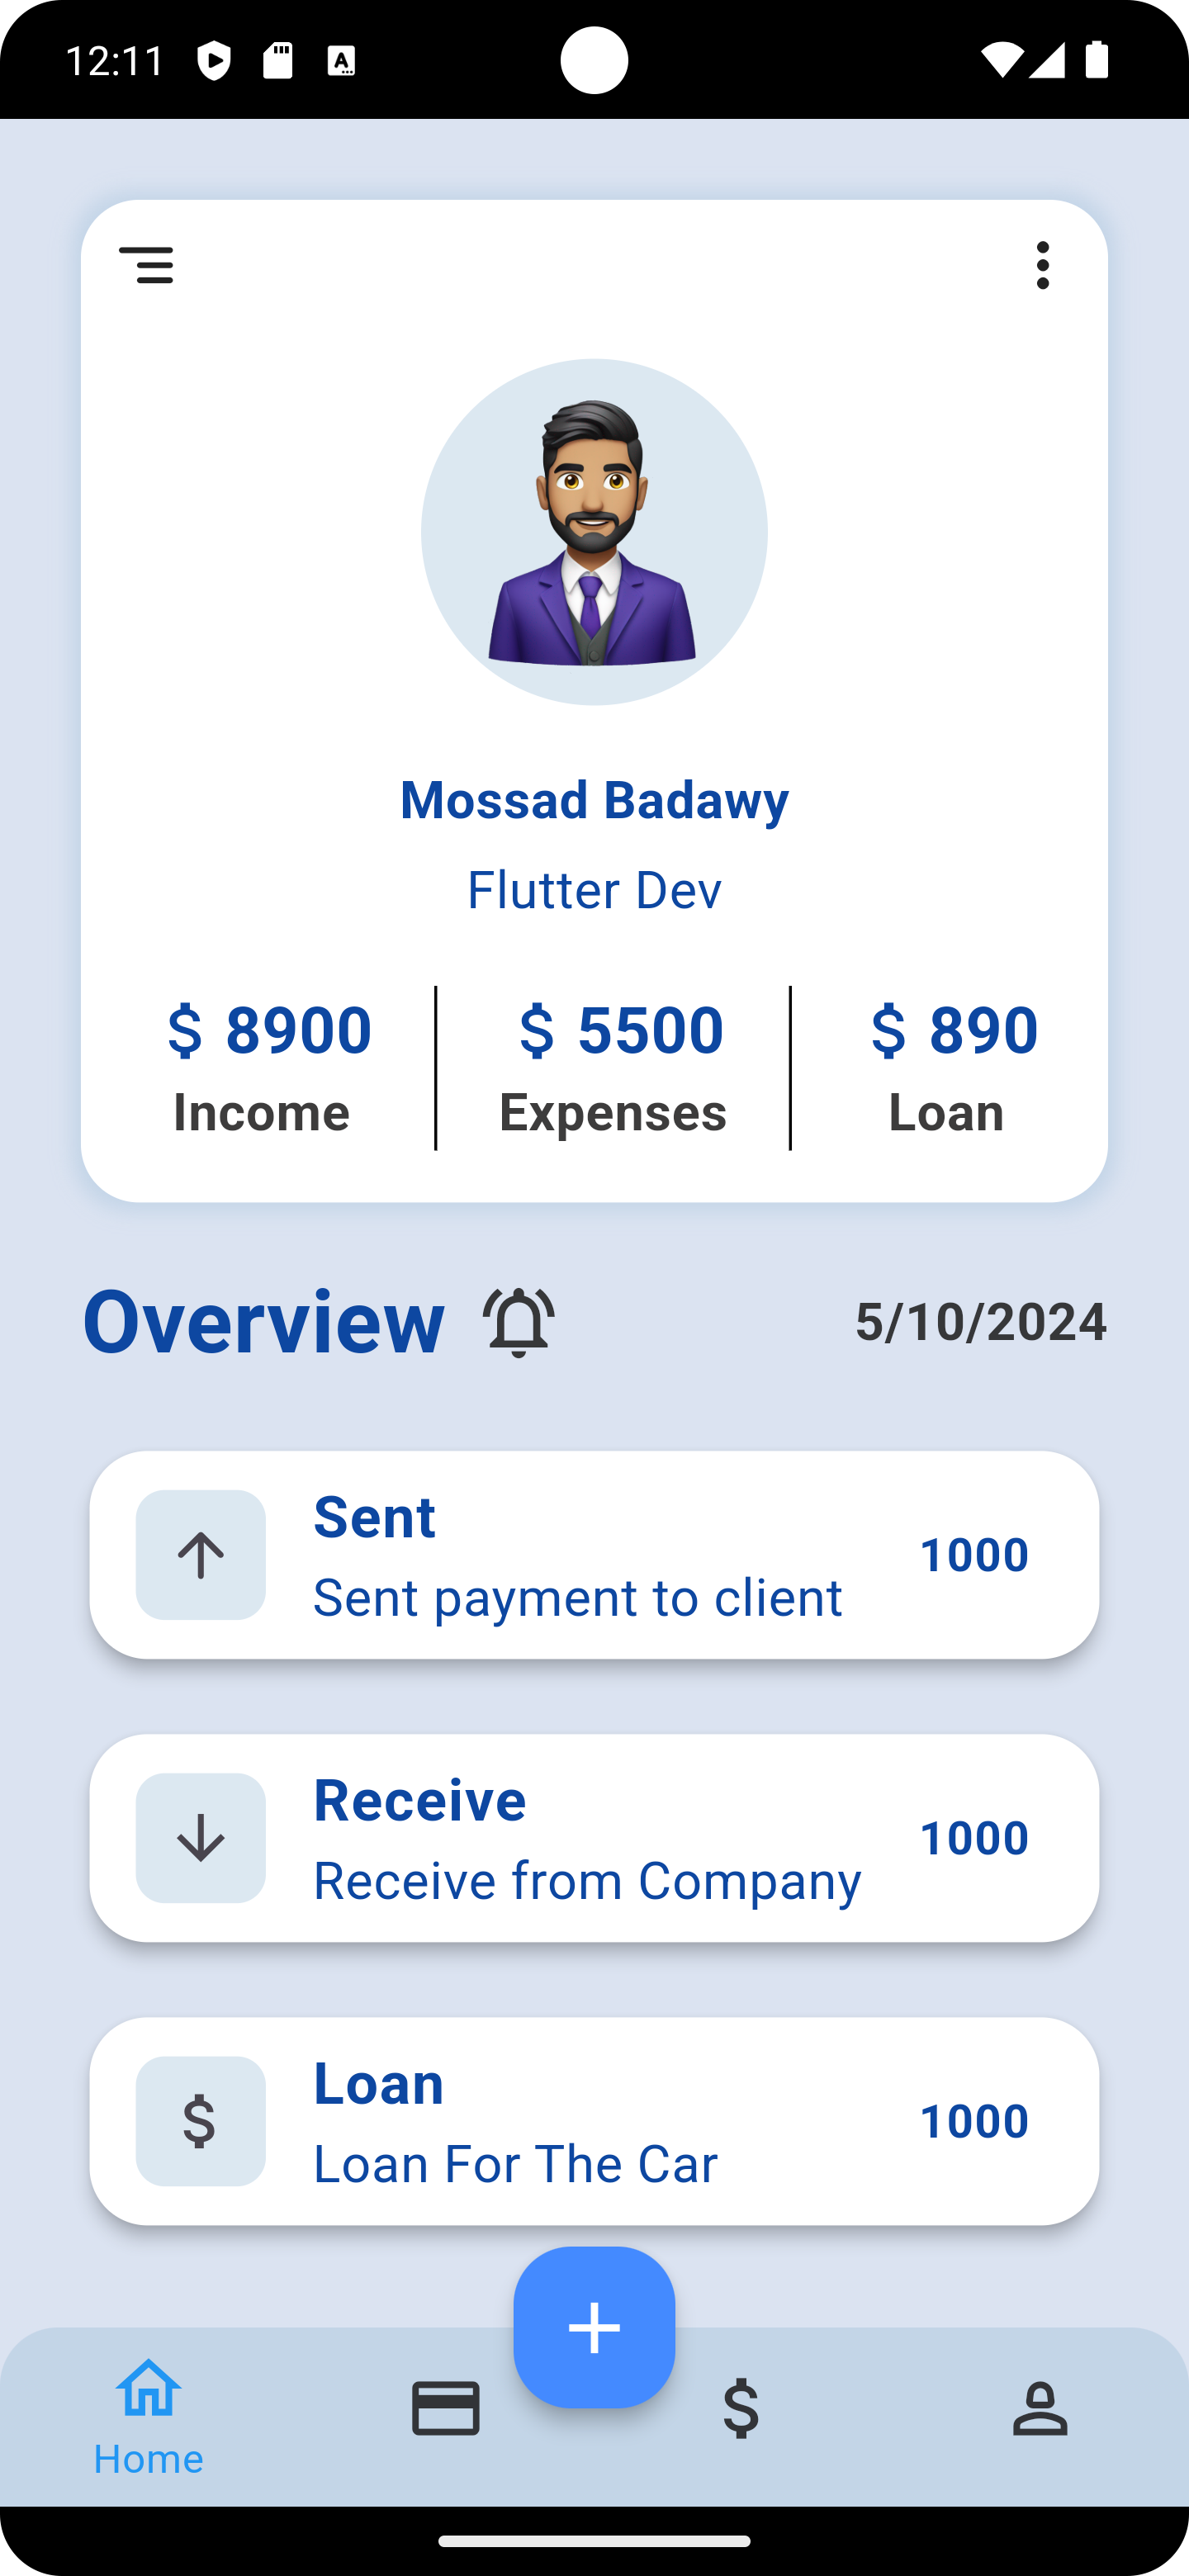 12:11
Mossad Badawy
Flutter Dev
$ 8900 $ 5500 $ 890
Income Expenses Loan
Overview 5/10/2024
Sent
Sent payment to client
1000
Receive
Receive from Company
1000
Loan
Loan For The Car
1000
Home